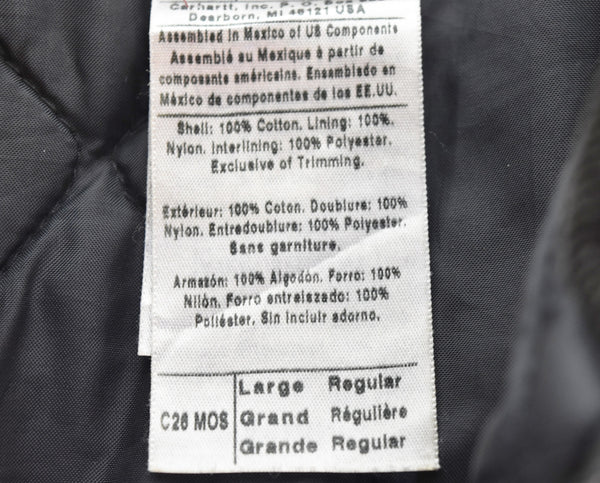 Carhartt, Inc. P. O.
Dearborn, MI 48121 USA
Assembled in Mexico of US Components
Assemblé au Mexique à partir de
composants américains. Ensamblado en
México de componentes de los EE.UU.
Shell: 100% Cotton. Lining: 100%.
Nylon. Interlining: 100% Polyester.
Exclusive of Trimming.
Extérieur: 100% Coton. Doublure: 100%
Nylon. Entredoublure: 100% Polyester.
Sans garniture.
Armazón: 100% Algodón. Forro: 100%
Nilón. Forro entrelazado: 100%
Poliéster. Sin incluir adorno.
C26 MOS
Large Regular
Grand Régulière
Grande Regular